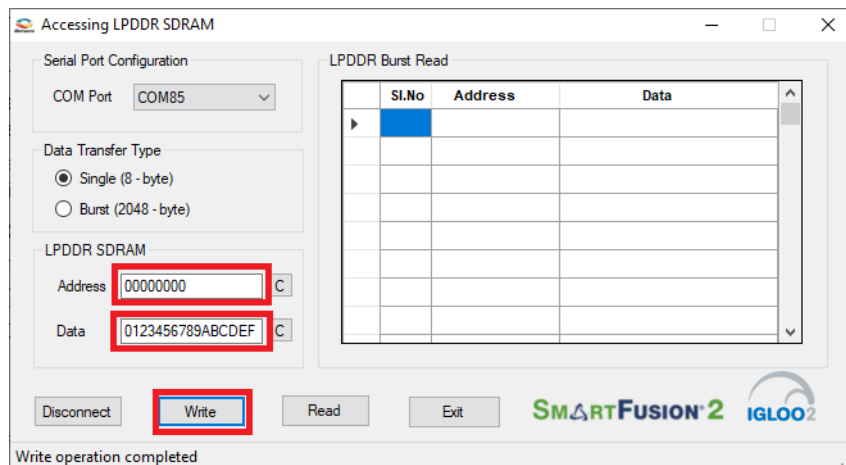 Accessing LPDDR SDRAM
Serial Port Configuration
COM Port COM85
Data Transfer Type
Single (8 - byte)
Burst (2048 - byte)
LPDDR SDRAM
Address 00000000 C
Data 0123456789ABCDEF C
LPDDR Burst Read
SI.No Address Data
Disconnect Write Read Exit
SMARTFUSION®2
IGLOO2
Write operation completed